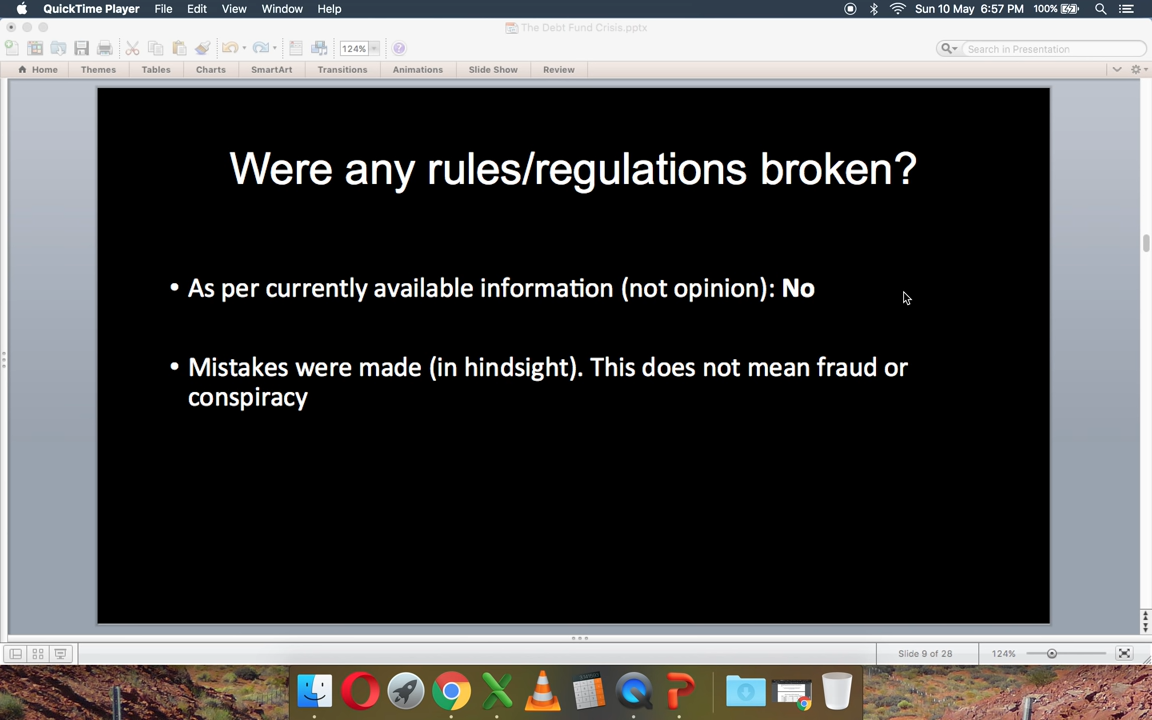 QuickTime Player File Edit View Window Help Sun 10 May 6:57 PM 100%
The Debt Fund Crisis.pptx
124% Search in Presentation
Home Themes Tables Charts SmartArt Transitions Animations Slide Show Review
Were any rules/regulations broken?
• As per currently available information (not opinion): No
• Mistakes were made (in hindsight). This does not mean fraud or
conspiracy
Slide 9 of 28 124%